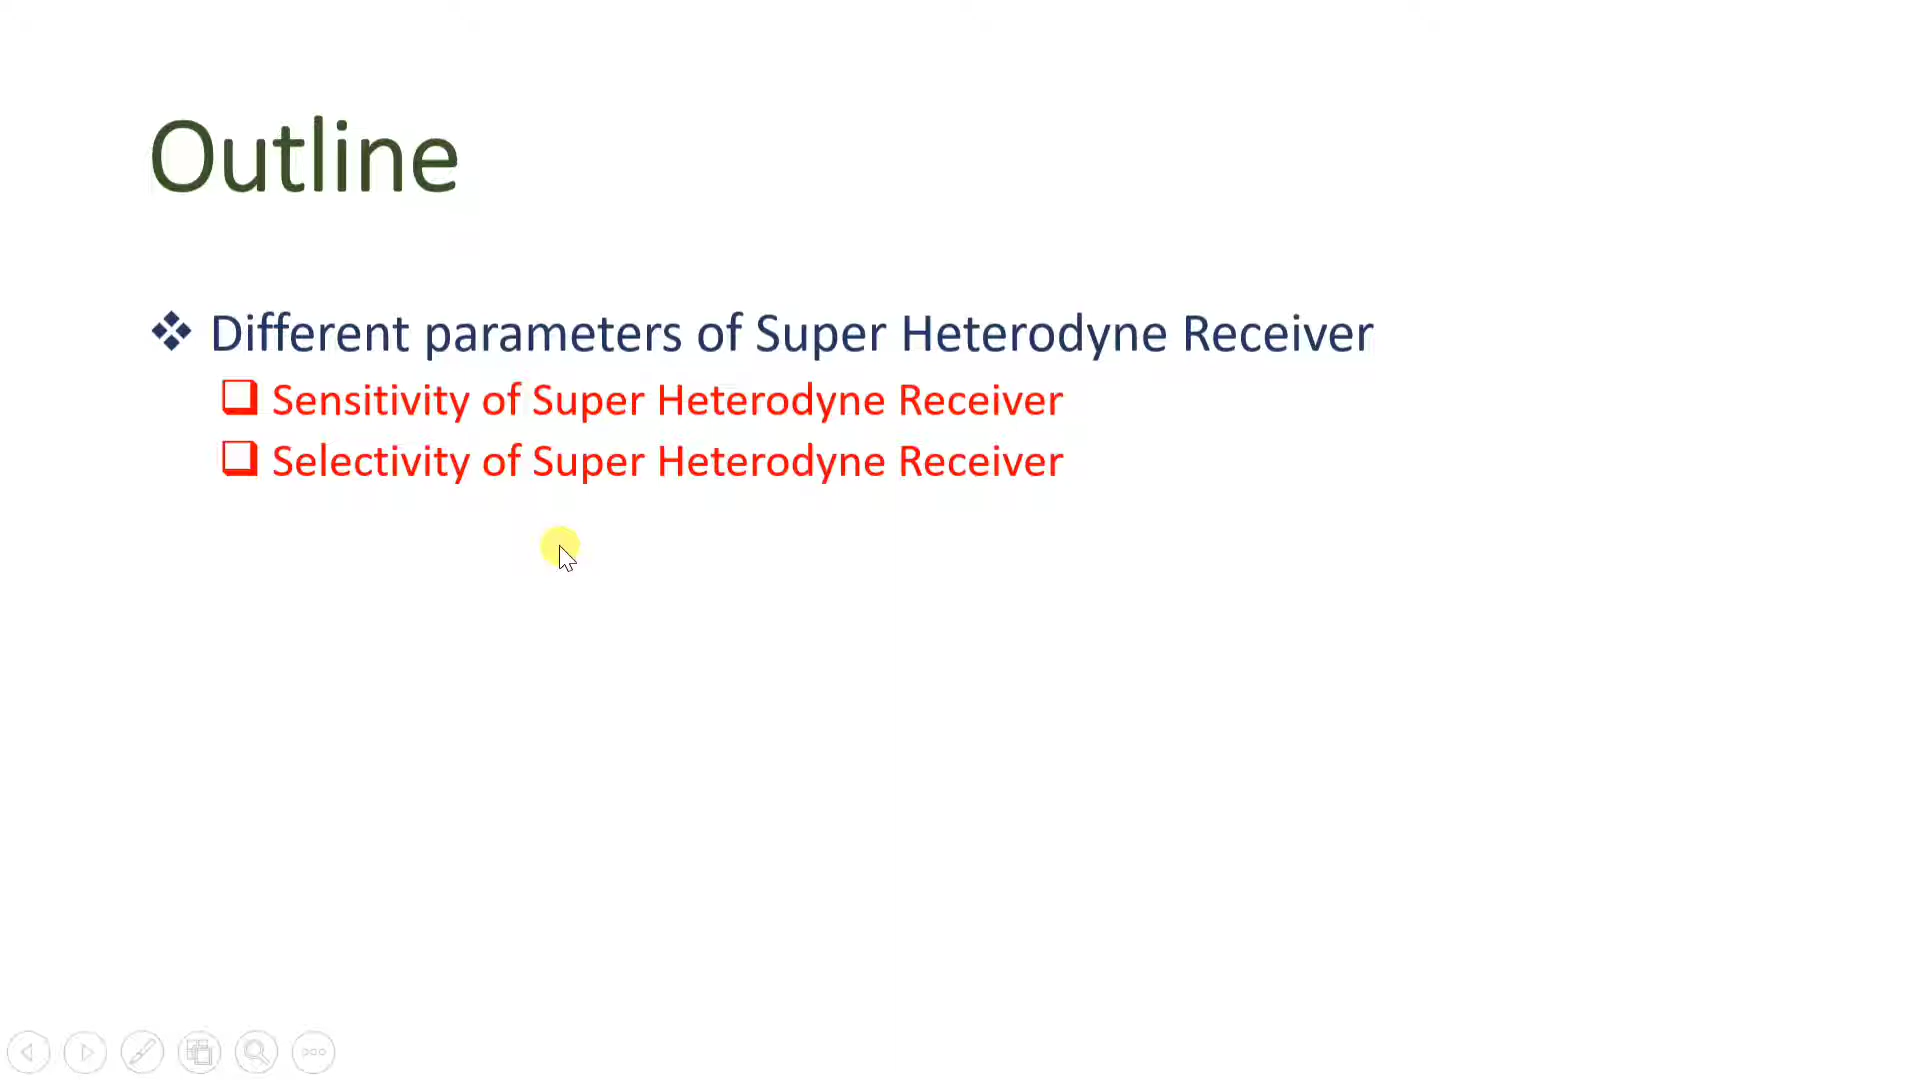 Outline
Different parameters of Super Heterodyne Receiver
Sensitivity of Super Heterodyne Receiver
Selectivity of Super Heterodyne Receiver